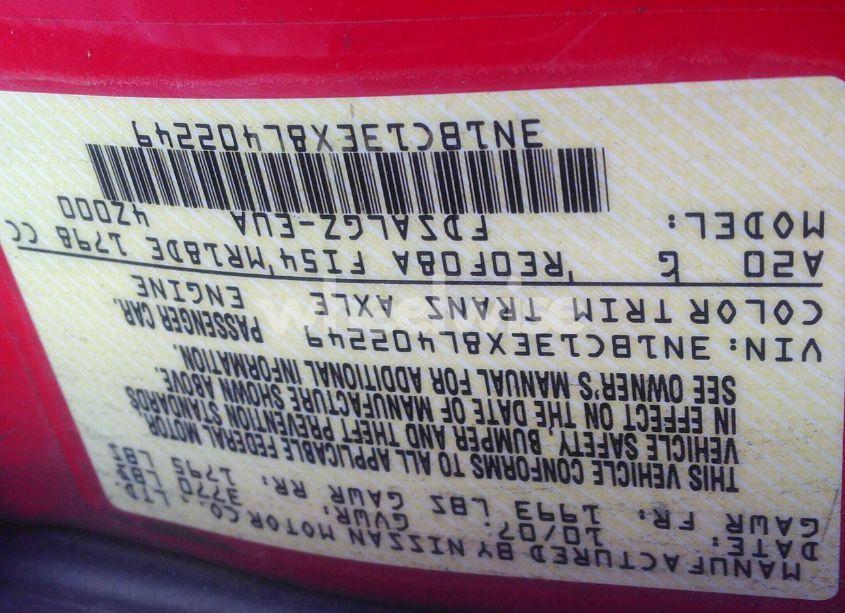 MANUFACTURED BY NISSAN MOTOR CO., LTD.
DATE: 10/07. GVWR: 3770 LBS
GAWR FR: 1993 LBS GAWR RR: 1795 LBS
THIS VEHICLE CONFORMS TO ALL APPLICABLE FEDERAL MOTOR
VEHICLE SAFETY, BUMPER AND THEFT PREVENTION STANDARDS
IN EFFECT ON THE DATE OF MANUFACTURE SHOWN ABOVE.
SEE OWNER'S MANUAL FOR ADDITIONAL INFORMATION.
VIN: 3N1BC13EX8L402249 PASSENGER CAR.
COLOR TRIM TRANS AXLE ENGINE
A20 G 'RE0F08A FI54'MR18DE 1798 CC
MODEL: FDSALGZ-EUA 4Z000
3N1BC13EX8L402249
wheelwise